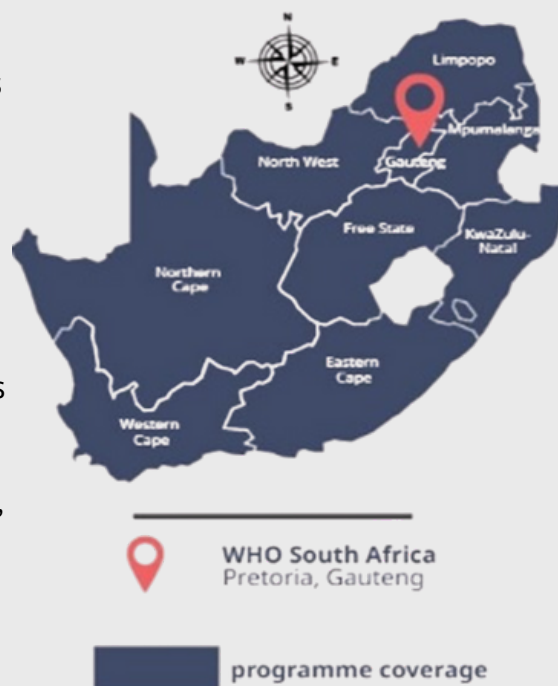 N
W E
S
Limpopo
Mpumalanga
Gauteng
North West
Free State
KwaZulu-
Natal
Northern
Cape
Eastern
Cape
Western
Cape
s
s
,
WHO South Africa
Pretoria, Gauteng
programme coverage